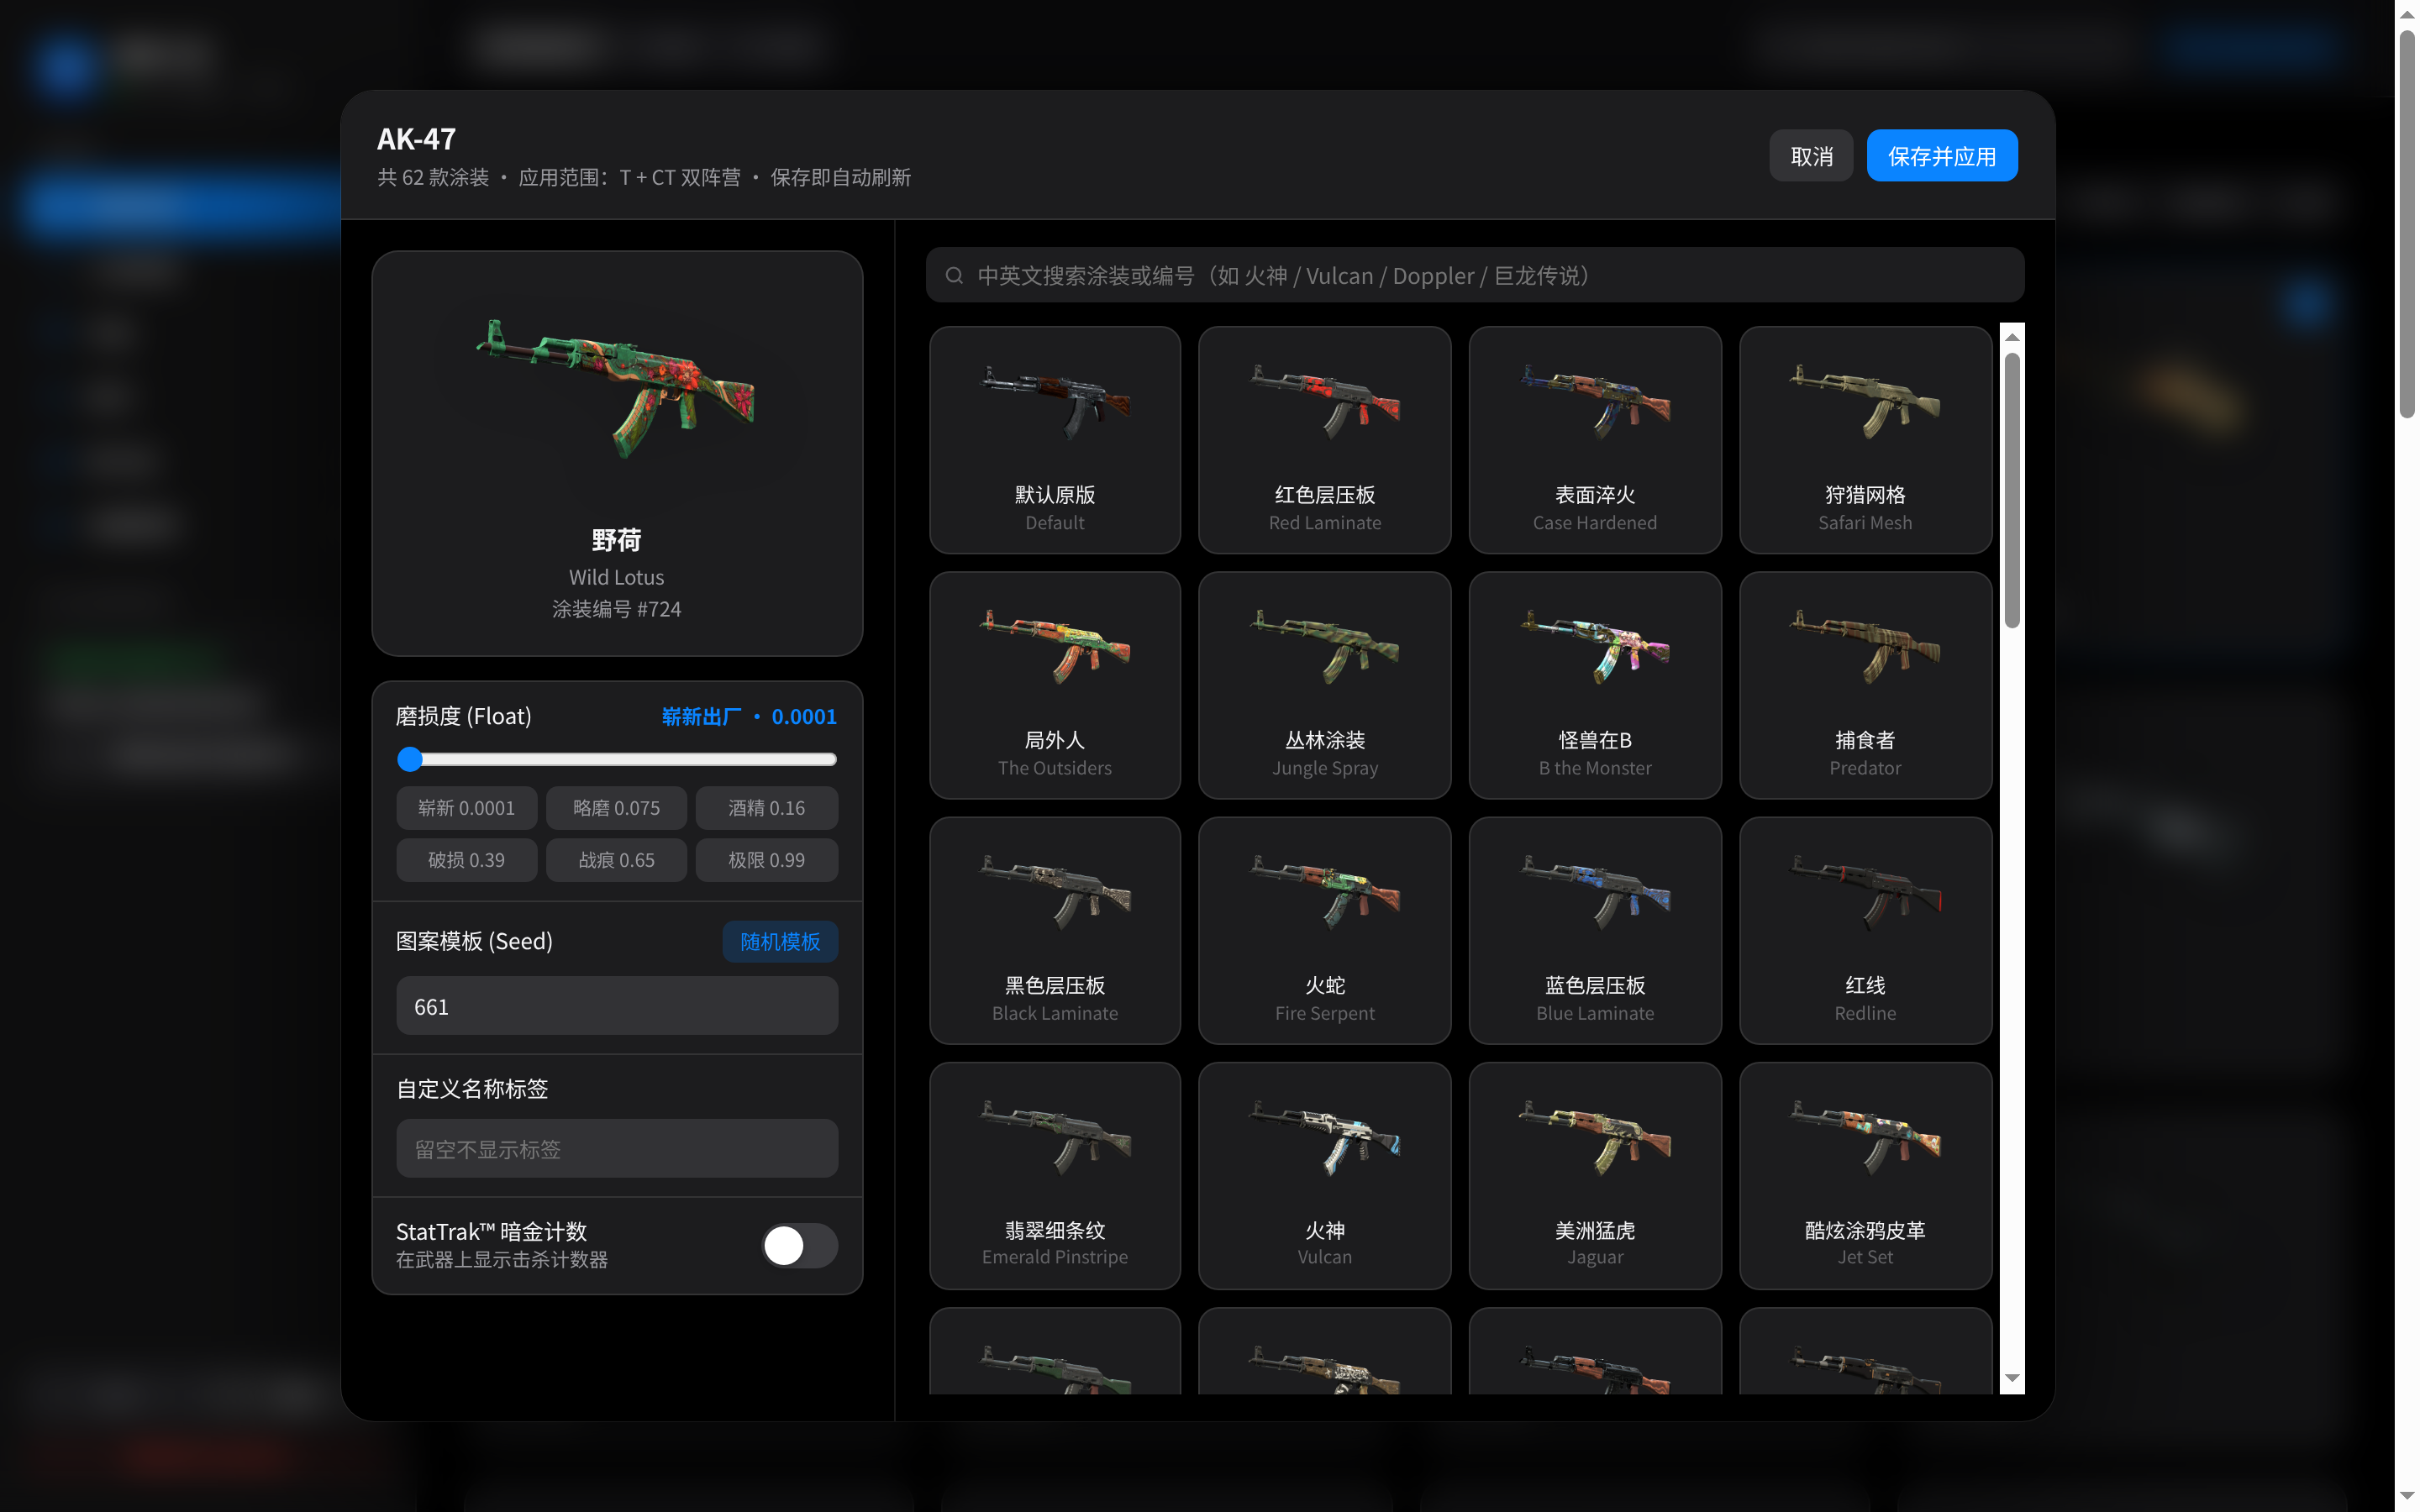 AK-47
共 62 款涂装 • 应用范围：T + CT 双阵营 • 保存即自动刷新
取消
保存并应用
野荷
Wild Lotus
涂装编号 #724
磨损度 (Float)
崭新出厂 • 0.0001
崭新 0.0001
略磨 0.075
酒精 0.16
破损 0.39
战痕 0.65
极限 0.99
图案模板 (Seed)
随机模板
661
自定义名称标签
留空不显示标签
StatTrak™ 暗金计数
在武器上显示击杀计数器
中英文搜索涂装或编号（如 火神 / Vulcan / Doppler / 巨龙传说）
默认原版
Default
红色层压板
Red Laminate
表面淬火
Case Hardened
狩猎网格
Safari Mesh
局外人
The Outsiders
丛林涂装
Jungle Spray
怪兽在B
B the Monster
捕食者
Predator
黑色层压板
Black Laminate
火蛇
Fire Serpent
蓝色层压板
Blue Laminate
红线
Redline
翡翠细条纹
Emerald Pinstripe
火神
Vulcan
美洲猛虎
Jaguar
酷炫涂鸦皮革
Jet Set